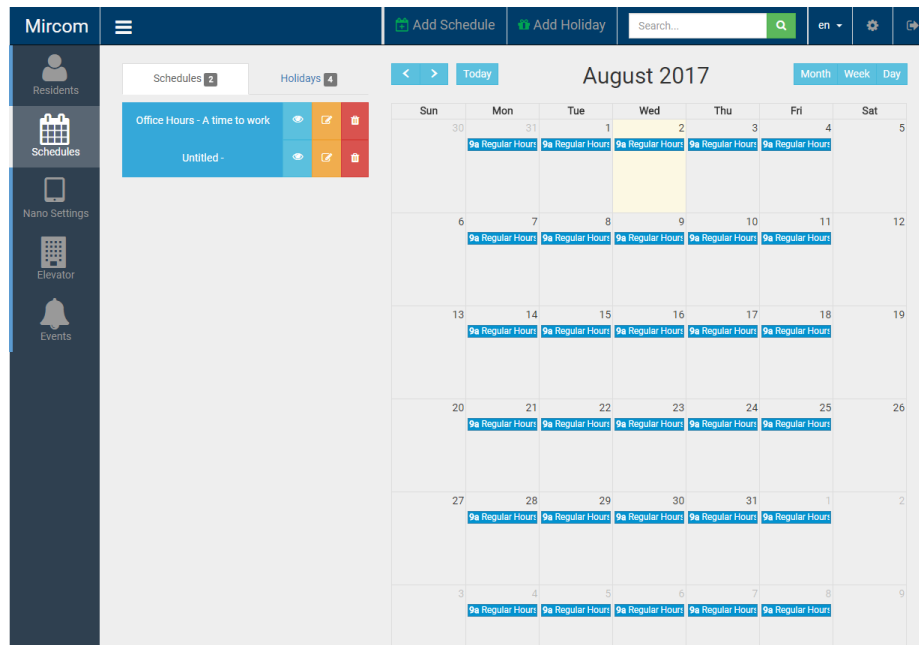 Mircom
Add Schedule
Add Holiday
Search...
en
Residents
Schedules
Nano Settings
Elevator
Events
Schedules 2
Holidays 4
Office Hours - A time to work
Untitled -
Today
August 2017
Month Week Day
Sun Mon Tue Wed Thu Fri Sat
30 31 1 2 3 4 5
9a Regular Hours 9a Regular Hours 9a Regular Hours 9a Regular Hours 9a Regular Hours
6 7 8 9 10 11 12
9a Regular Hours 9a Regular Hours 9a Regular Hours 9a Regular Hours 9a Regular Hours
13 14 15 16 17 18 19
9a Regular Hours 9a Regular Hours 9a Regular Hours 9a Regular Hours 9a Regular Hours
20 21 22 23 24 25 26
9a Regular Hours 9a Regular Hours 9a Regular Hours 9a Regular Hours 9a Regular Hours
27 28 29 30 31 1 2
9a Regular Hours 9a Regular Hours 9a Regular Hours 9a Regular Hours 9a Regular Hours
3 4 5 6 7 8 9
9a Regular Hours 9a Regular Hours 9a Regular Hours 9a Regular Hours 9a Regular Hours